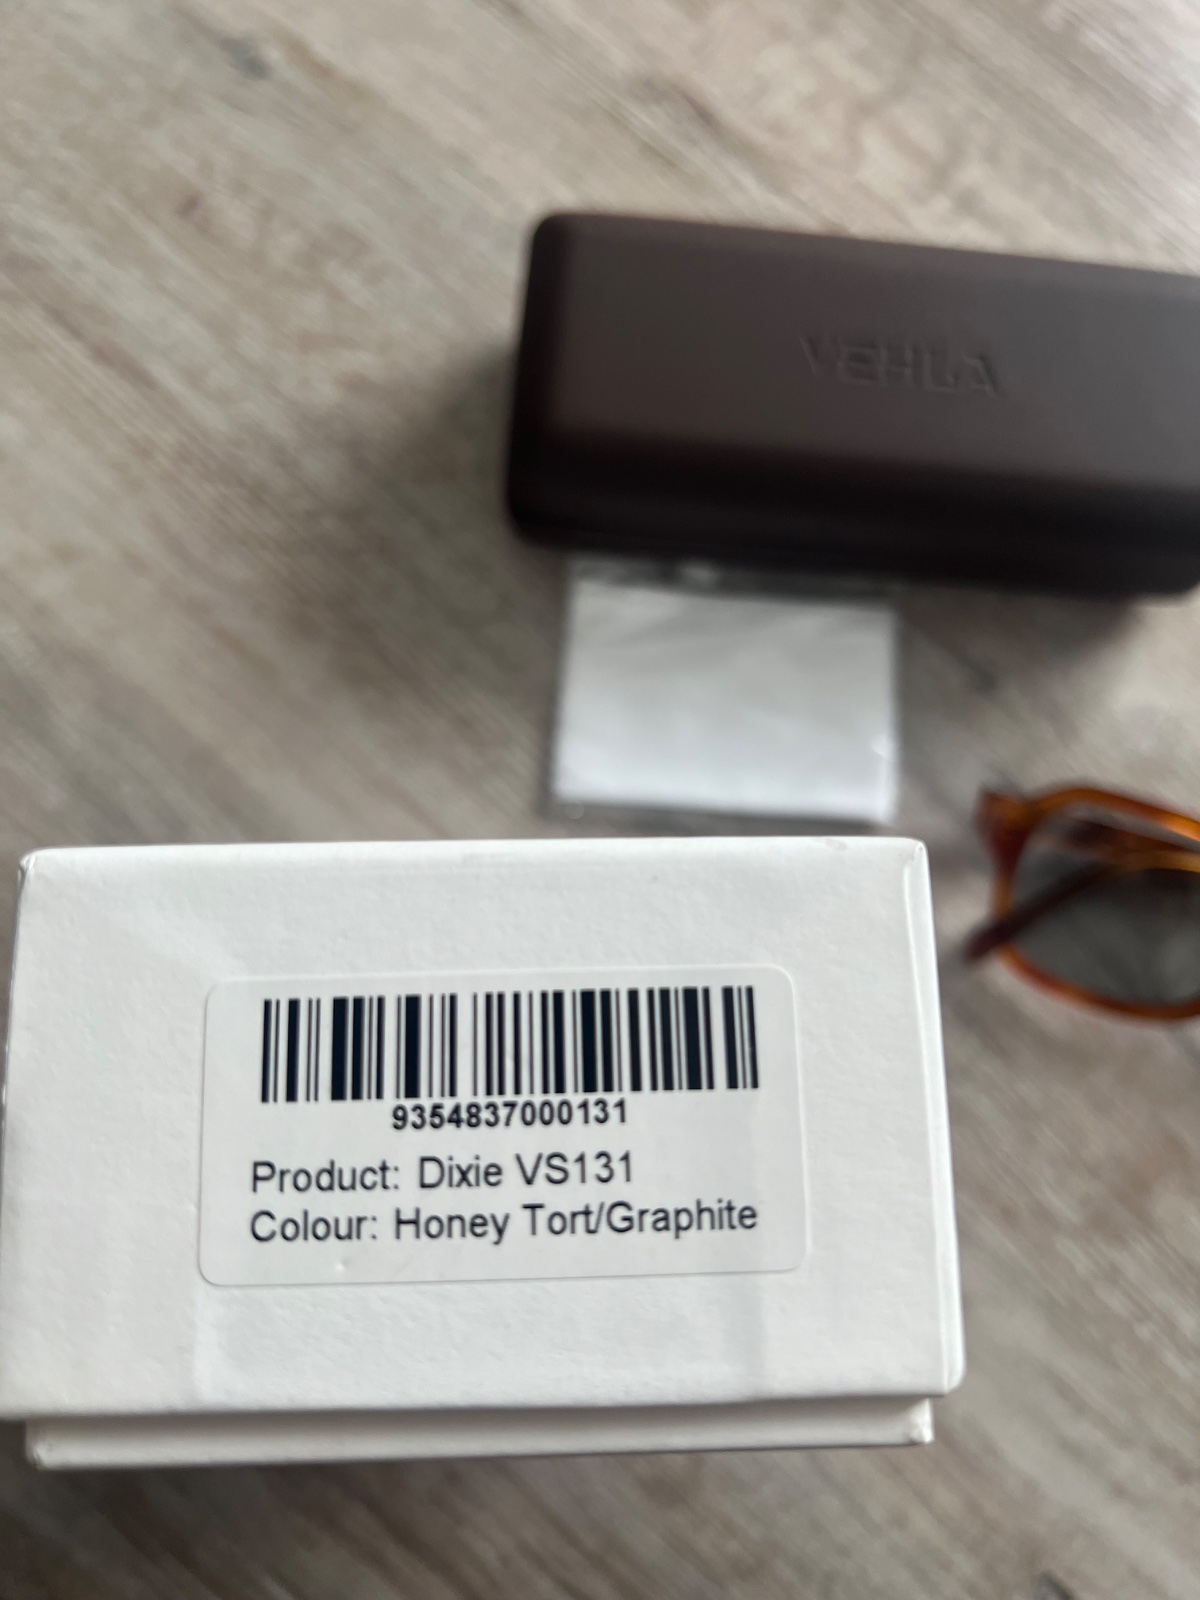 VEHLA
9354837000131
Product: Dixie VS131
Colour: Honey Tort/Graphite